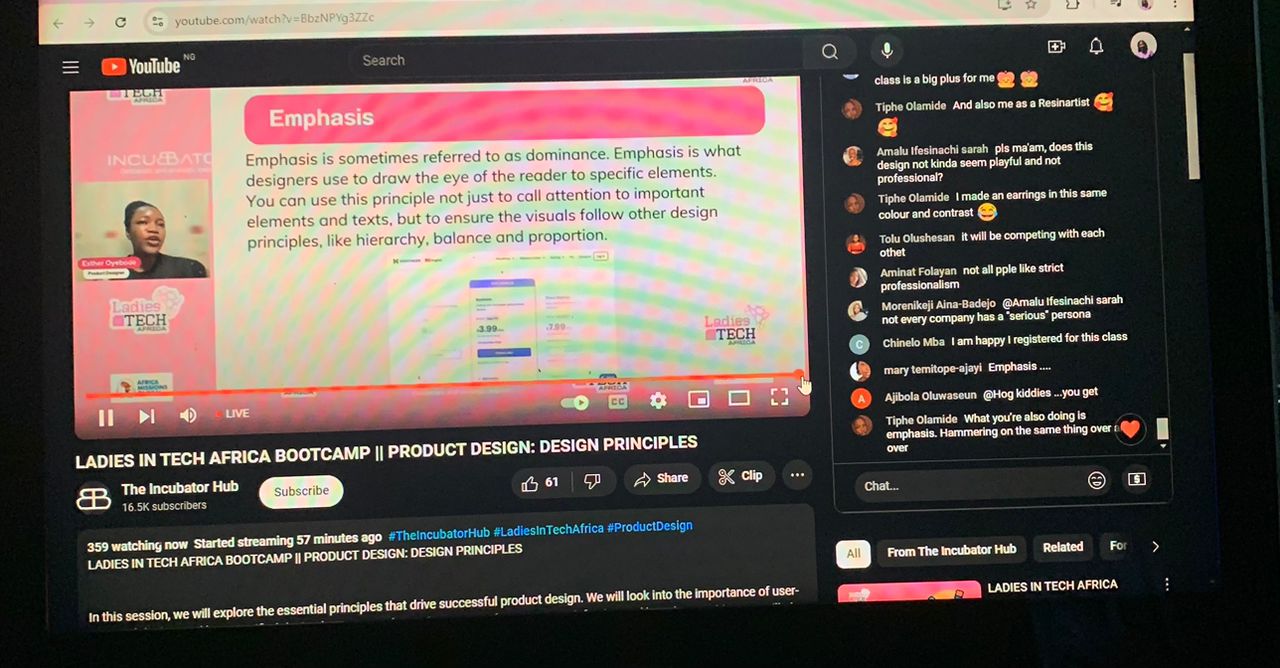 youtube.com/watch?v=BbzNPYg3ZZc
YouTube NG
Search
TECH
AFRICA
AFRICA
INCUBATO
Emphasis
Emphasis is sometimes referred to as dominance. Emphasis is what
designers use to draw the eye of the reader to specific elements.
You can use this principle not just to call attention to important
elements and texts, but to ensure the visuals follow other design
principles, like hierarchy, balance and proportion.
Esther Oyebode
Product Designer
Ladies
TECH
AFRICA
3.99
7.99
Ladies
TECH
AFRICA
AFRICA
MISSIONS
AFRICA
LIVE
CC
LADIES IN TECH AFRICA BOOTCAMP || PRODUCT DESIGN: DESIGN PRINCIPLES
The Incubator Hub
16.5K subscribers
Subscribe
61
Share
Clip
359 watching now Started streaming 57 minutes ago #TheIncubatorHub #LadiesInTechAfrica #ProductDesign
LADIES IN TECH AFRICA BOOTCAMP || PRODUCT DESIGN: DESIGN PRINCIPLES
In this session, we will explore the essential principles that drive successful product design. We will look into the importance of user-
class is a big plus for me
Tiphe Olamide And also me as a Resinartist
Amalu Ifesinachi sarah pls ma'am, does this
design not kinda seem playful and not
professional?
Tiphe Olamide I made an earrings in this same
colour and contrast
Tolu Olushesan it will be competing with each
othet
Aminat Folayan not all pple like strict
professionalism
Morenikeji Aina-Badejo @Amalu Ifesinachi sarah
not every company has a "serious" persona
C
Chinelo Mba I am happy I registered for this class
mary temitope-ajayi Emphasis ....
A
Ajibola Oluwaseun @Hog kiddies ...you get
Tiphe Olamide What you're also doing is
emphasis. Hammering on the same thing over a
over
Chat...
All
From The Incubator Hub
Related
For
LADIES IN TECH AFRICA